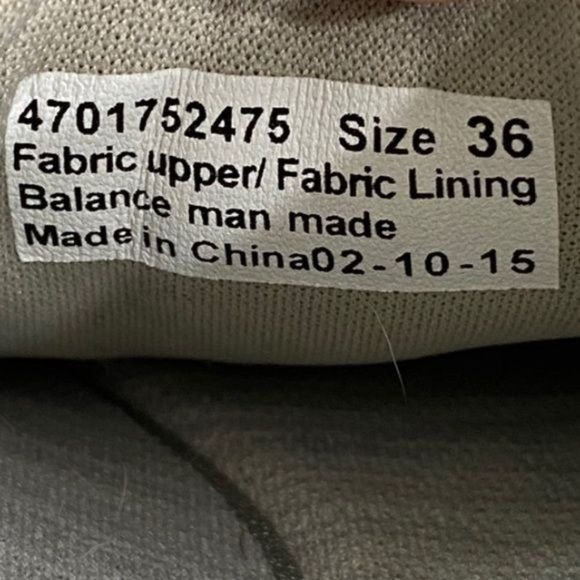 4701752475 Size 36
Fabric upper/ Fabric Lining
Balance man made
Made in China02-10-15